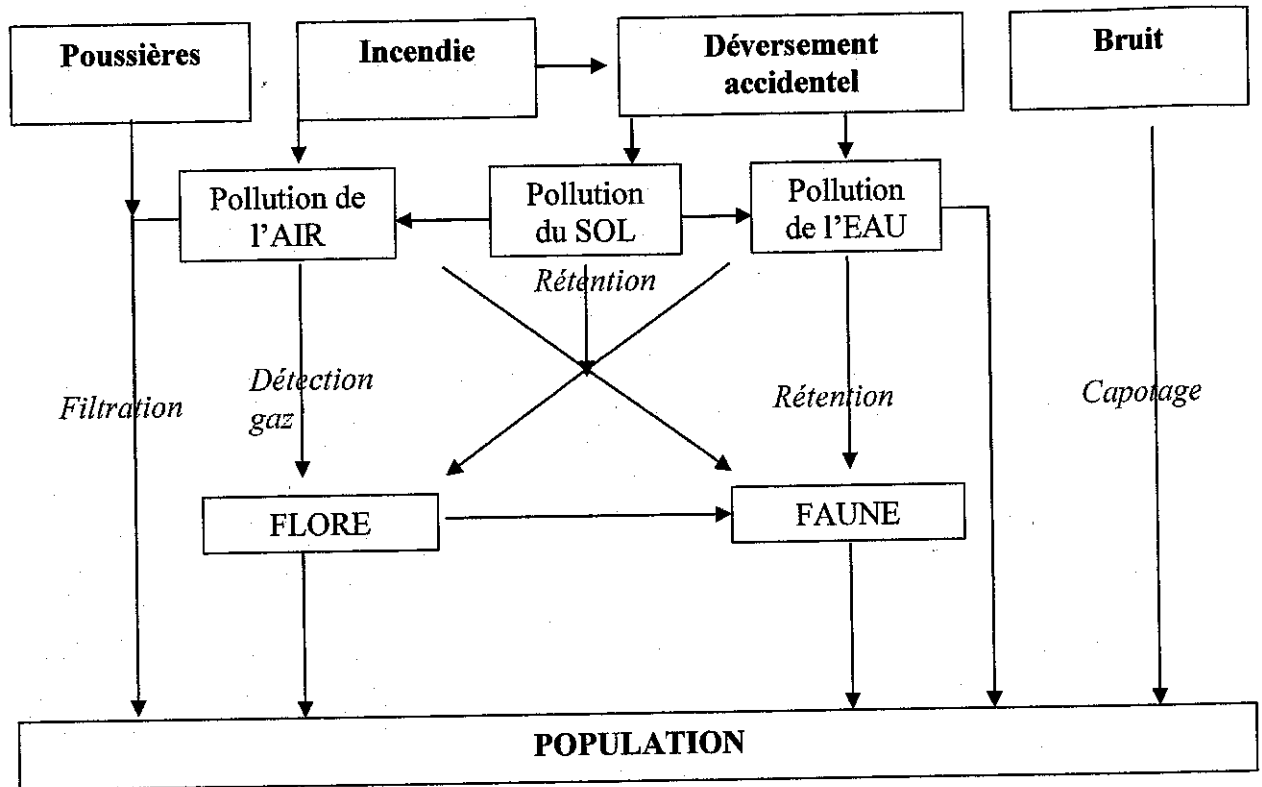 Poussières
Incendie
Déversement
accidentel
Bruit
Pollution de
l'AIR
Pollution
du SOL
Pollution
de l'EAU
Rétention
Filtration
Détection
gaz
Rétention
Capotage
FLORE
FAUNE
POPULATION